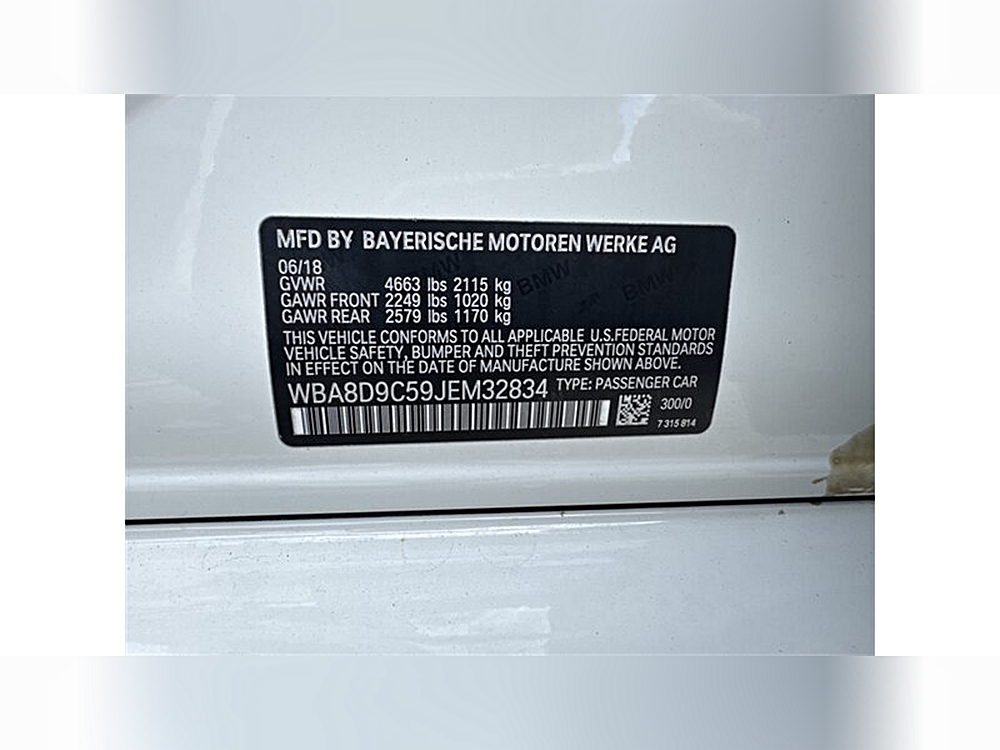 MFD BY BAYERISCHE MOTOREN WERKE AG
06/18
GVWR 4663 lbs 2115 kg
GAWR FRONT 2249 lbs 1020 kg
GAWR REAR 2579 lbs 1170 kg
THIS VEHICLE CONFORMS TO ALL APPLICABLE U.S.FEDERAL MOTOR
VEHICLE SAFETY, BUMPER AND THEFT PREVENTION STANDARDS
IN EFFECT ON THE DATE OF MANUFACTURE SHOWN ABOVE.
WBA8D9C59JEM32834 TYPE: PASSENGER CAR
300/0
7 315 814
BMW
BMW